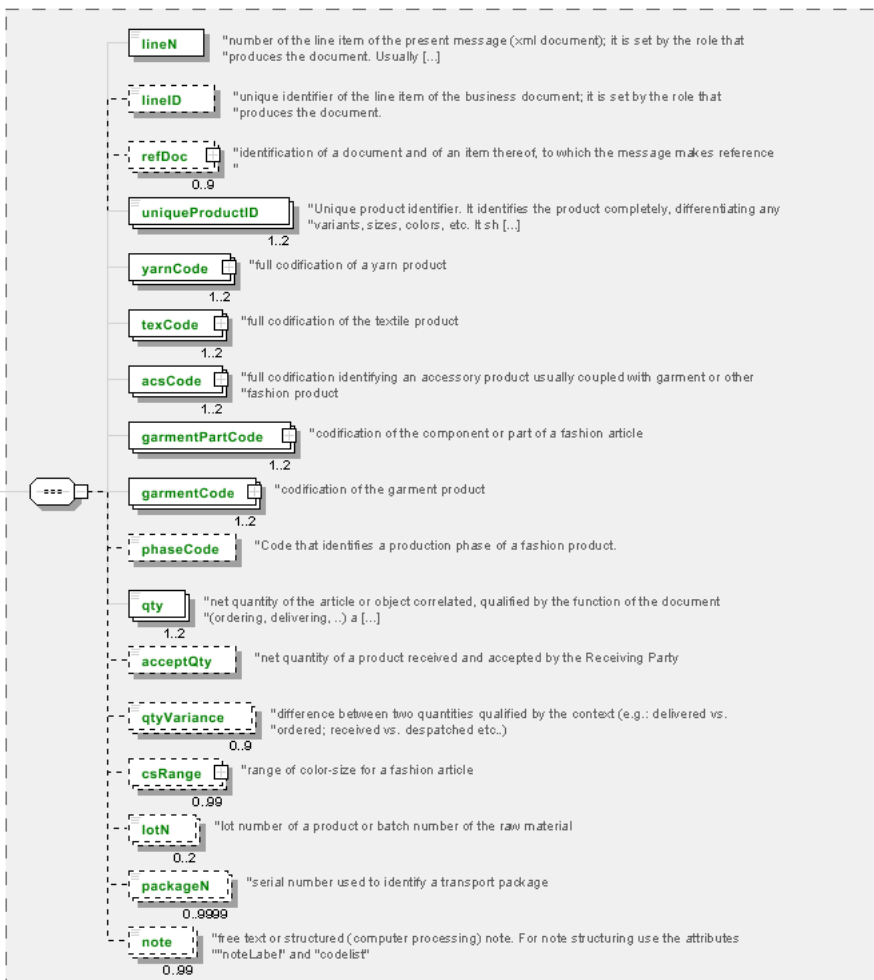 lineN
"number of the line item of the present message (xml document); it is set by the role that
"produces the document. Usually [...]
lineID
"unique identifier of the line item of the business document; it is set by the role that
"produces the document.
refDoc
"identification of a document and of an item thereof, to which the message makes reference
"
0..9
uniqueProductID
"Unique product identifier. It identifies the product completely, differentiating any
"variants, sizes, colors, etc. It sh [...]
1..2
yarnCode
"full codification of a yarn product
1..2
texCode
"full codification of the textile product
1..2
acsCode
"full codification identifying an accessory product usually coupled with garment or other
"fashion product
1..2
garmentPartCode
"codification of the component or part of a fashion article
1..2
garmentCode
"codification of the garment product
1..2
phaseCode
"Code that identifies a production phase of a fashion product.
qty
"net quantity of the article or object correlated, qualified by the function of the document
"(ordering, delivering, ..) a [...]
1..2
acceptQty
"net quantity of a product received and accepted by the Receiving Party
qtyVariance
"difference between two quantities qualified by the context (e.g.: delivered vs.
"ordered; received vs. despatched etc..)
0..9
csRange
"range of color-size for a fashion article
0..99
lotN
"lot number of a product or batch number of the raw material
0..2
packageN
"serial number used to identify a transport package
0..9999
note
"free text or structured (computer processing) note. For note structuring use the attributes
""noteLabel" and "codelist"
0..99